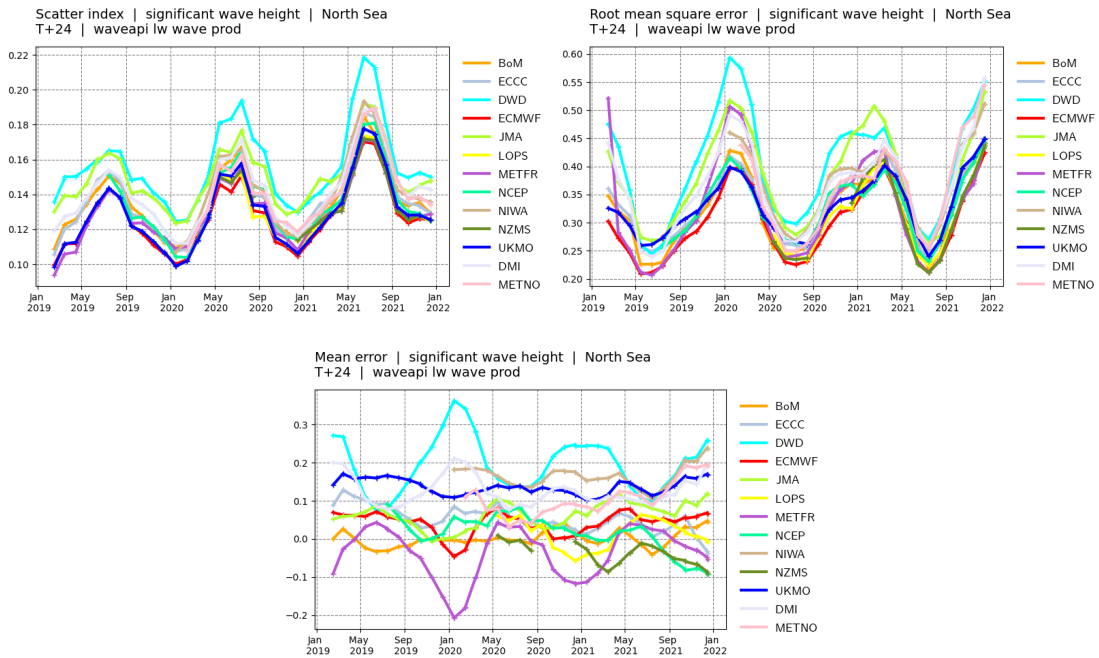 Scatter index | significant wave height | North Sea
T+24 | waveapi lw wave prod
0.22
0.20
0.18
0.16
0.14
0.12
0.10
Jan 2019
May 2019
Sep 2019
Jan 2020
May 2020
Sep 2020
Jan 2021
May 2021
Sep 2021
Jan 2022
BoM
ECCC
DWD
ECMWF
JMA
LOPS
METFR
NCEP
NIWA
NZMS
UKMO
DMI
METNO
Root mean square error | significant wave height | North Sea
T+24 | waveapi lw wave prod
0.60
0.55
0.50
0.45
0.40
0.35
0.30
0.25
0.20
Jan 2019
May 2019
Sep 2019
Jan 2020
May 2020
Sep 2020
Jan 2021
May 2021
Sep 2021
Jan 2022
BoM
ECCC
DWD
ECMWF
JMA
LOPS
METFR
NCEP
NIWA
NZMS
UKMO
DMI
METNO
Mean error | significant wave height | North Sea
T+24 | waveapi lw wave prod
0.3
0.2
0.1
0.0
−0.1
−0.2
Jan 2019
May 2019
Sep 2019
Jan 2020
May 2020
Sep 2020
Jan 2021
May 2021
Sep 2021
Jan 2022
BoM
ECCC
DWD
ECMWF
JMA
LOPS
METFR
NCEP
NIWA
NZMS
UKMO
DMI
METNO